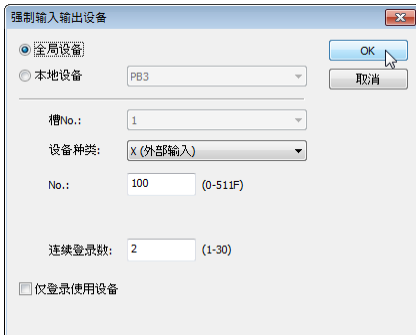 强制输入输出设备
全局设备
OK
本地设备 PB3
取消
槽No.: 1
设备种类: X (外部输入)
No.: 100 (0-511F)
连续登录数: 2 (1-30)
仅登录使用设备